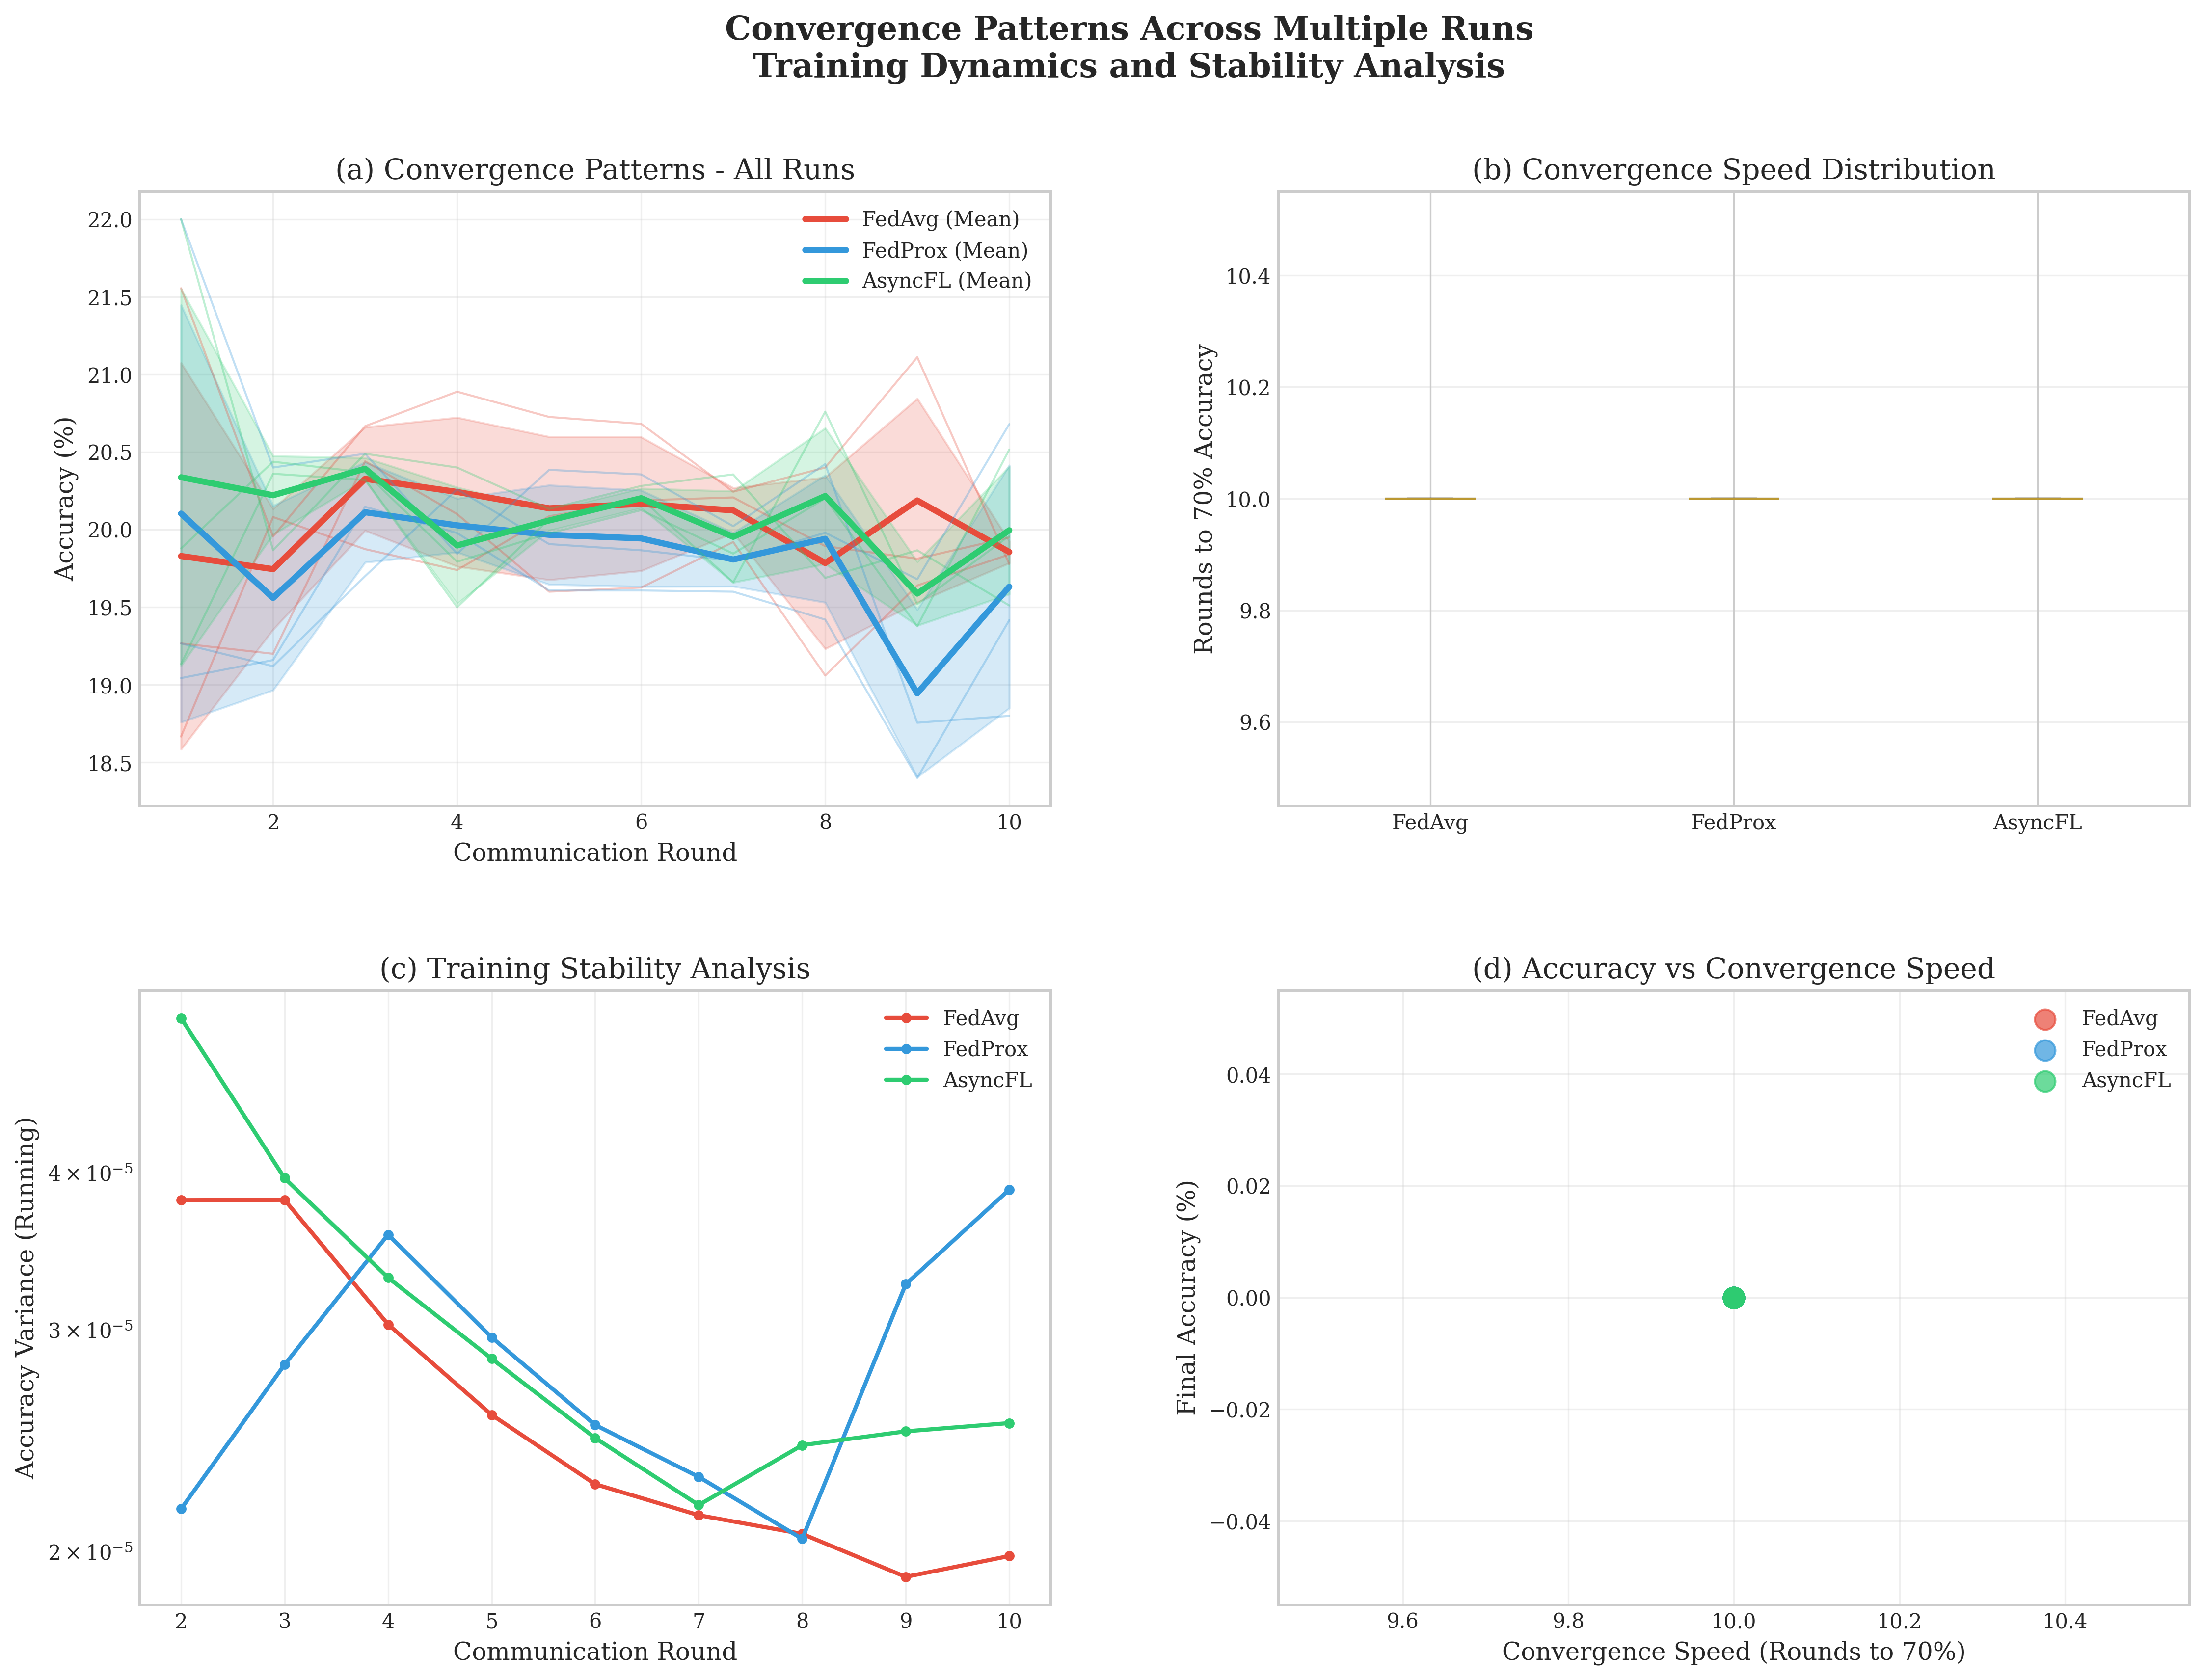 Convergence Patterns Across Multiple Runs
Training Dynamics and Stability Analysis
(a) Convergence Patterns - All Runs
Accuracy (%)
22.0
21.5
21.0
20.5
20.0
19.5
19.0
18.5
FedAvg (Mean)
FedProx (Mean)
AsyncFL (Mean)
2 4 6 8 10
Communication Round
(b) Convergence Speed Distribution
Rounds to 70% Accuracy
10.4
10.2
10.0
9.8
9.6
FedAvg FedProx AsyncFL
(c) Training Stability Analysis
Accuracy Variance (Running)
4 × 10⁻⁵
3 × 10⁻⁵
2 × 10⁻⁵
FedAvg
FedProx
AsyncFL
2 3 4 5 6 7 8 9 10
Communication Round
(d) Accuracy vs Convergence Speed
Final Accuracy (%)
0.04
0.02
0.00
−0.02
−0.04
FedAvg
FedProx
AsyncFL
9.6 9.8 10.0 10.2 10.4
Convergence Speed (Rounds to 70%)